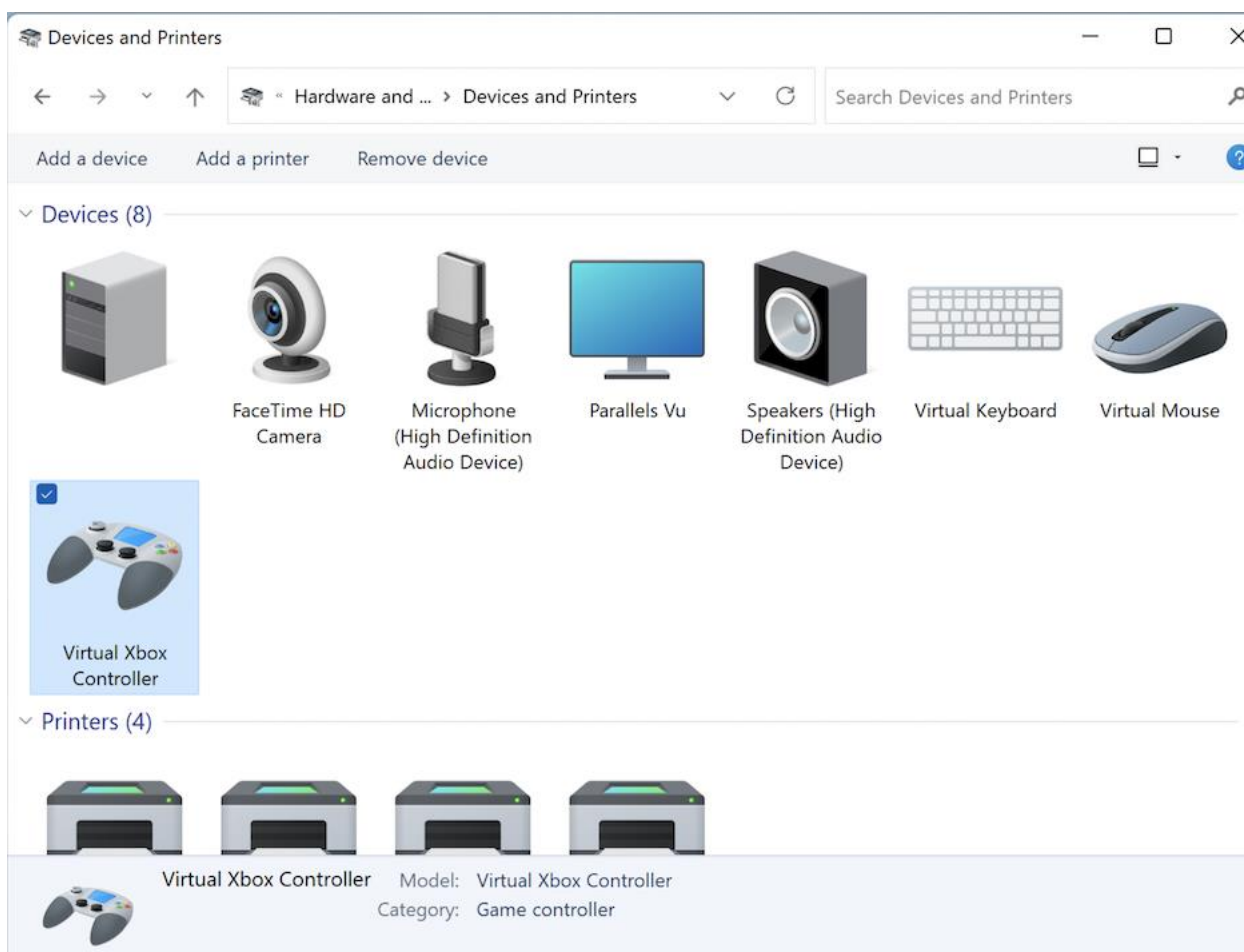 Devices and Printers
« Hardware and ... > Devices and Printers
Search Devices and Printers
Add a device
Add a printer
Remove device
?
Devices (8)
FaceTime HD
Camera
Microphone
(High Definition
Audio Device)
Parallels Vu
Speakers (High
Definition Audio
Device)
Virtual Keyboard
Virtual Mouse
Virtual Xbox
Controller
Printers (4)
Virtual Xbox Controller
Model: Virtual Xbox Controller
Category: Game controller